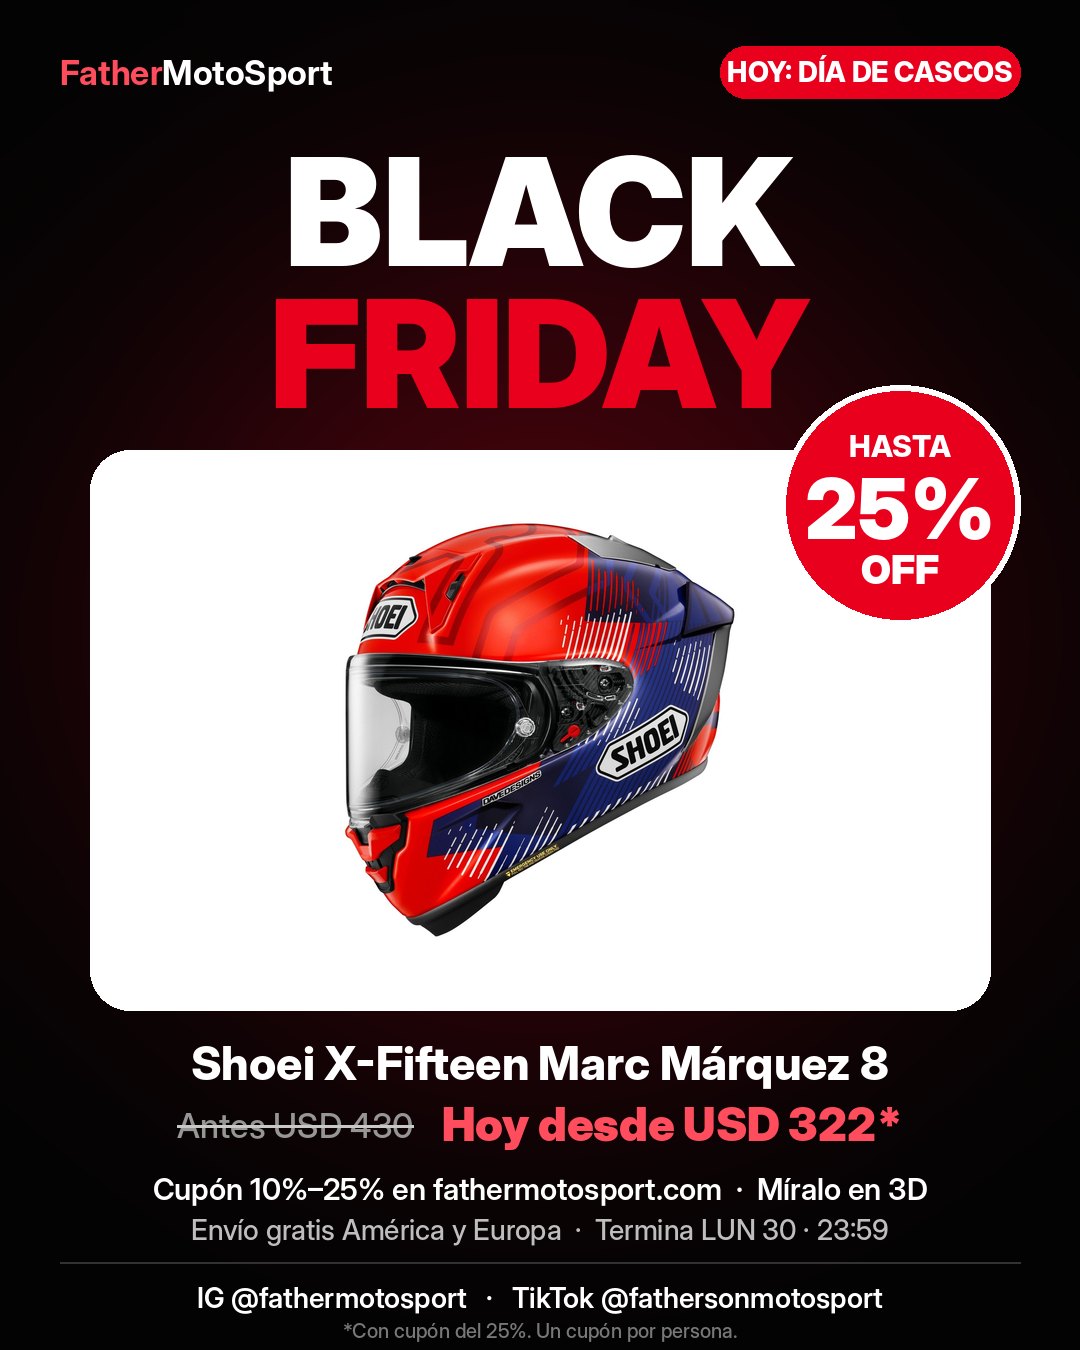 FatherMotoSport
HOY: DÍA DE CASCOS
BLACK
FRIDAY
HASTA
25%
OFF
SHOEI
SHOEI
DAVEDESIGNS
Shoei X-Fifteen Marc Márquez 8
Antes USD 430 Hoy desde USD 322*
Cupón 10%–25% en fathermotosport.com · Míralo en 3D
Envío gratis América y Europa · Termina LUN 30 · 23:59
IG @fathermotosport · TikTok @fathersonmotosport
*Con cupón del 25%. Un cupón por persona.